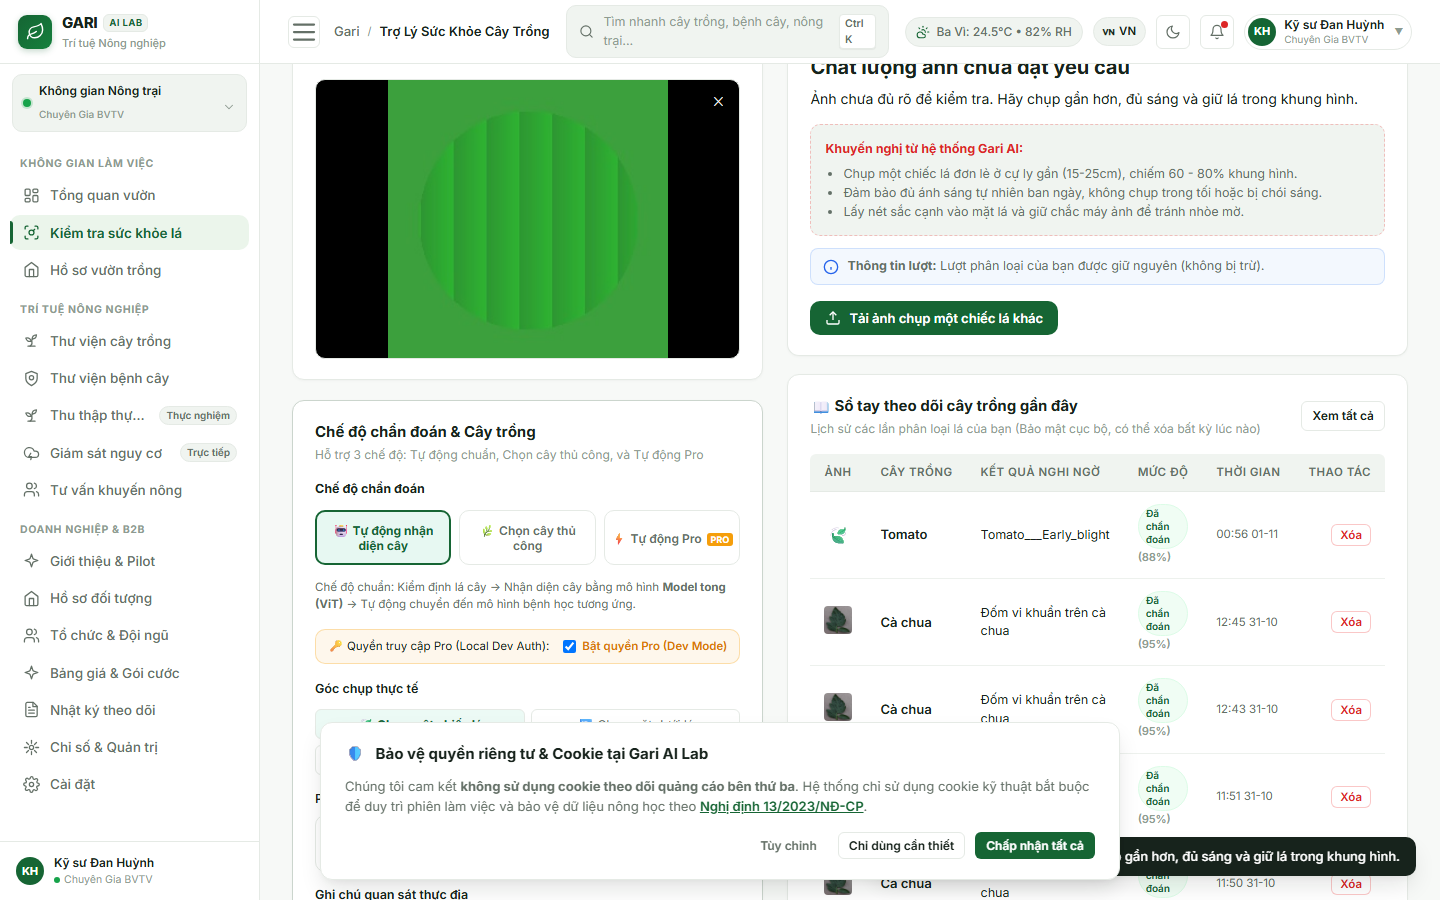 GARI AI LAB
Trí tuệ Nông nghiệp
Không gian Nông trại
Chuyên Gia BVTV
KHÔNG GIAN LÀM VIỆC
Tổng quan vườn
Kiểm tra sức khỏe lá
Hồ sơ vườn trồng
TRÍ TUỆ NÔNG NGHIỆP
Thư viện cây trồng
Thư viện bệnh cây
Thu thập thự... Thực nghiệm
Giám sát nguy cơ Trực tiếp
Tư vấn khuyến nông
DOANH NGHIỆP & B2B
Giới thiệu & Pilot
Hồ sơ đối tượng
Tổ chức & Đội ngũ
Bảng giá & Gói cước
Nhật ký theo dõi
Chỉ số & Quản trị
Cài đặt
KH Kỹ sư Đan Huỳnh
Chuyên Gia BVTV
Gari / Trợ Lý Sức Khỏe Cây Trồng
Tìm nhanh cây trồng, bệnh cây, nông
trại...
Ctrl
K
Ba Vì: 24.5°C • 82% RH
VN VN
KH Kỹ sư Đan Huỳnh
Chuyên Gia BVTV
Chế độ chẩn đoán & Cây trồng
Hỗ trợ 3 chế độ: Tự động chuẩn, Chọn cây thủ công, và Tự động Pro
Chế độ chẩn đoán
Tự động nhận
diện cây
Chọn cây thủ
công
Tự động Pro PRO
Chế độ chuẩn: Kiểm định lá cây → Nhận diện cây bằng mô hình Model tong
(ViT) → Tự động chuyển đến mô hình bệnh học tương ứng.
Quyền truy cập Pro (Local Dev Auth): Bật quyền Pro (Dev Mode)
Góc chụp thực tế
Ghi chú quan sát thực địa
Chất lượng ảnh chưa đạt yêu cầu
Ảnh chưa đủ rõ để kiểm tra. Hãy chụp gần hơn, đủ sáng và giữ lá trong khung hình.
Khuyến nghị từ hệ thống Gari AI:
• Chụp một chiếc lá đơn lẻ ở cự ly gần (15-25cm), chiếm 60 - 80% khung hình.
• Đảm bảo đủ ánh sáng tự nhiên ban ngày, không chụp trong tối hoặc bị chói sáng.
• Lấy nét sắc cạnh vào mặt lá và giữ chắc máy ảnh để tránh nhòe mờ.
Thông tin lượt: Lượt phân loại của bạn được giữ nguyên (không bị trừ).
Tải ảnh chụp một chiếc lá khác
Sổ tay theo dõi cây trồng gần đây
Lịch sử các lần phân loại lá của bạn (Bảo mật cục bộ, có thể xóa bất kỳ lúc nào)
Xem tất cả
ẢNH CÂY TRỒNG KẾT QUẢ NGHI NGỜ MỨC ĐỘ THỜI GIAN THAO TÁC
Tomato Tomato___Early_blight Đã chẩn đoán (88%) 00:56 01-11 Xóa
Cà chua Đốm vi khuẩn trên cà chua Đã chẩn đoán (95%) 12:45 31-10 Xóa
Cà chua Đốm vi khuẩn trên cà chua Đã chẩn đoán (95%) 12:43 31-10 Xóa
Đã chẩn đoán (95%) 11:51 31-10 Xóa
Cà chua chua đoán 11:50 31-10 Xóa
Bảo vệ quyền riêng tư & Cookie tại Gari AI Lab
Chúng tôi cam kết không sử dụng cookie theo dõi quảng cáo bên thứ ba. Hệ thống chỉ sử dụng cookie kỹ thuật bắt buộc
để duy trì phiên làm việc và bảo vệ dữ liệu nông học theo Nghị định 13/2023/NĐ-CP.
Tùy chỉnh
Chỉ dùng cần thiết
Chấp nhận tất cả
gần hơn, đủ sáng và giữ lá trong khung hình.